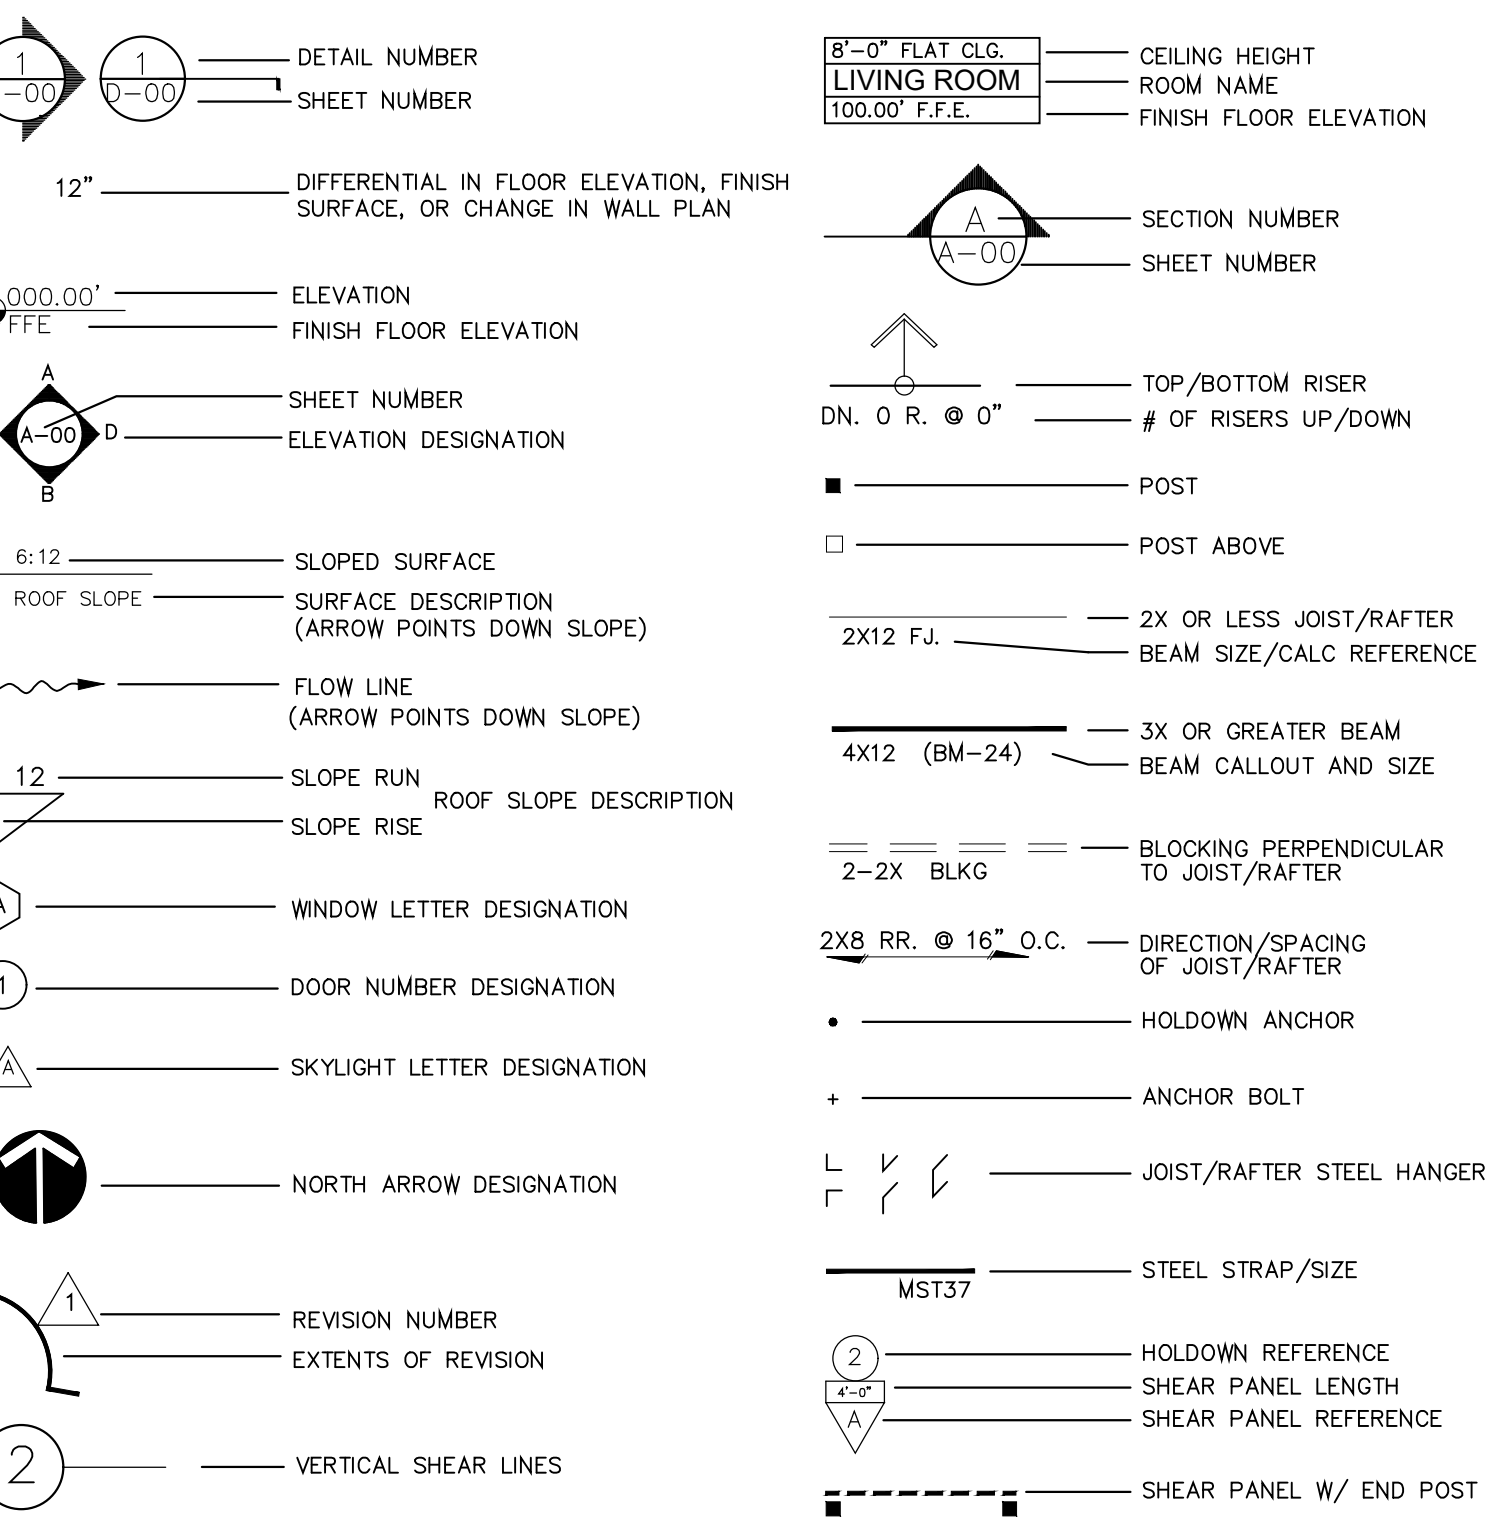 1
-00
1
D-00
DETAIL NUMBER
SHEET NUMBER
12"
DIFFERENTIAL IN FLOOR ELEVATION, FINISH
SURFACE, OR CHANGE IN WALL PLAN
000.00'
FFE
ELEVATION
FINISH FLOOR ELEVATION
A
A-00
D
B
SHEET NUMBER
ELEVATION DESIGNATION
6:12
ROOF SLOPE
SLOPED SURFACE
SURFACE DESCRIPTION
(ARROW POINTS DOWN SLOPE)
FLOW LINE
(ARROW POINTS DOWN SLOPE)
12
SLOPE RUN
ROOF SLOPE DESCRIPTION
SLOPE RISE
A
WINDOW LETTER DESIGNATION
1
DOOR NUMBER DESIGNATION
A
SKYLIGHT LETTER DESIGNATION
NORTH ARROW DESIGNATION
1
REVISION NUMBER
EXTENTS OF REVISION
2
VERTICAL SHEAR LINES
8'-0" FLAT CLG.
LIVING ROOM
100.00' F.F.E.
CEILING HEIGHT
ROOM NAME
FINISH FLOOR ELEVATION
A
A-00
SECTION NUMBER
SHEET NUMBER
DN. 0 R. @ 0"
TOP/BOTTOM RISER
# OF RISERS UP/DOWN
POST
POST ABOVE
2X12 FJ.
2X OR LESS JOIST/RAFTER
BEAM SIZE/CALC REFERENCE
4X12 (BM-24)
3X OR GREATER BEAM
BEAM CALLOUT AND SIZE
2-2X BLKG
BLOCKING PERPENDICULAR
TO JOIST/RAFTER
2X8 RR. @ 16" O.C.
DIRECTION/SPACING
OF JOIST/RAFTER
HOLDOWN ANCHOR
ANCHOR BOLT
JOIST/RAFTER STEEL HANGER
MST37
STEEL STRAP/SIZE
2
4'-0"
A
HOLDOWN REFERENCE
SHEAR PANEL LENGTH
SHEAR PANEL REFERENCE
SHEAR PANEL W/ END POST